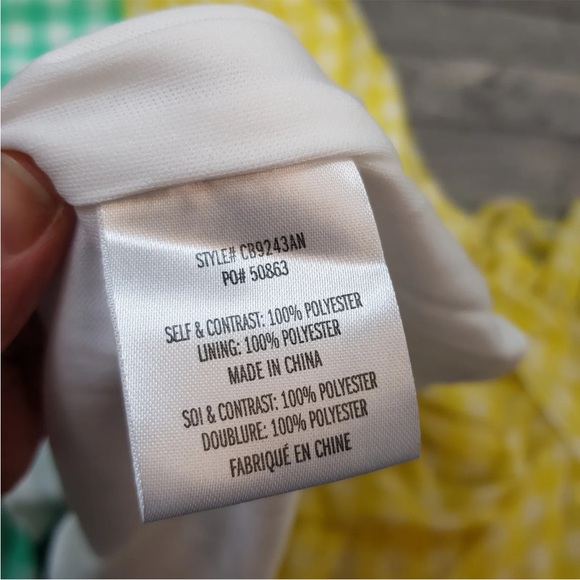 STYLE# CB9243AN
PO# 50863
SELF & CONTRAST: 100% POLYESTER
LINING: 100% POLYESTER
MADE IN CHINA
SOI & CONTRAST: 100% POLYESTER
DOUBLURE: 100% POLYESTER
FABRIQUÉ EN CHINE